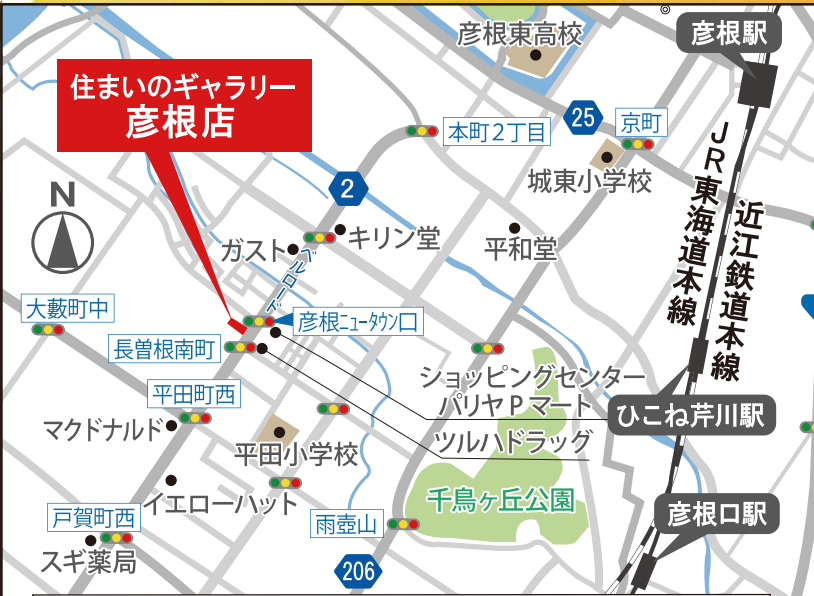 彦根東高校
彦根駅
住まいのギャラリー
彦根店
25
京町
本町2丁目
JR東海道本線
近江鉄道本線
城東小学校
2
N
キリン堂
ガスト
平和堂
ベルロード
大藪町中
彦根ニュータウン口
長曽根南町
ショッピングセンター
パリヤPマート
平田町西
マクドナルド
ひこね芹川駅
ツルハドラッグ
平田小学校
イエローハット
千鳥ヶ丘公園
戸賀町西
雨壺山
彦根口駅
スギ薬局
206